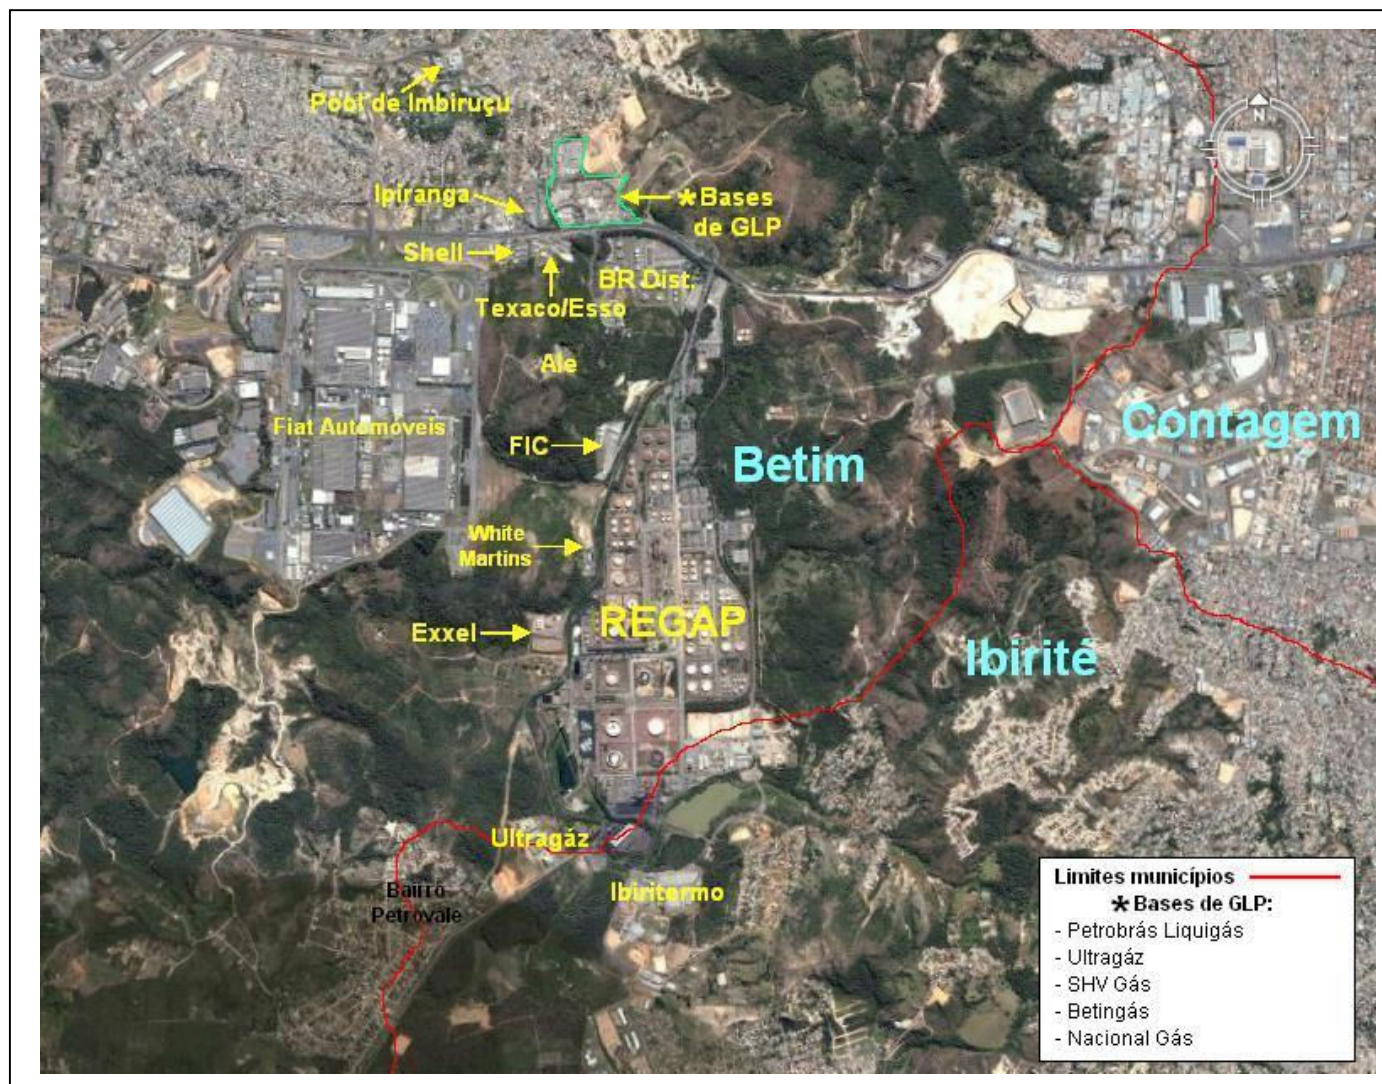 Pool de Imbiruçu
N
Ipiranga
* Bases
de GLP
Shell
BR Dist.
Texaco/Esso
Ale
Fiat Automóveis
FIC
Betim
Contagem
White
Martins
Exxel
REGAP
Ibirité
Ultragáz
Ibiritermo
Bairro
Petrovale
Limites municípios
* Bases de GLP:
- Petrobrás Liquigás
- Ultragáz
- SHV Gás
- Betingás
- Nacional Gás